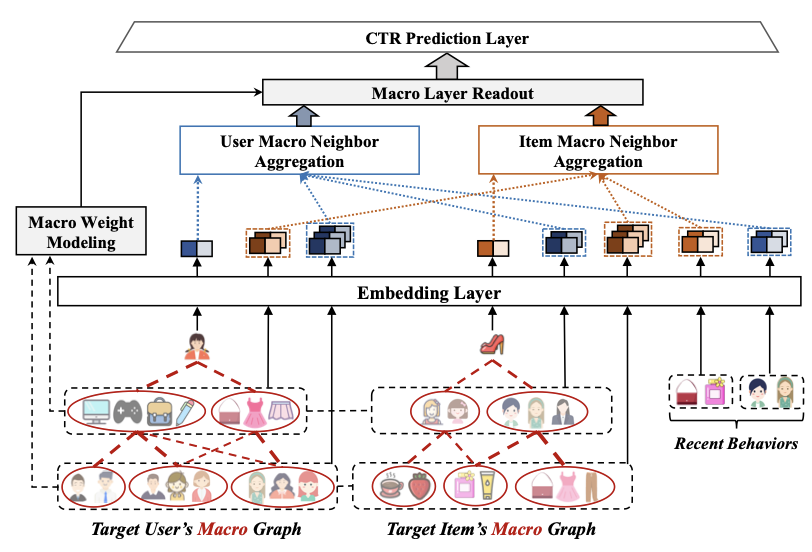 CTR Prediction Layer
Macro Layer Readout
User Macro Neighbor
Aggregation
Item Macro Neighbor
Aggregation
Macro Weight
Modeling
Embedding Layer
Recent Behaviors
Target User's Macro Graph
Target Item's Macro Graph